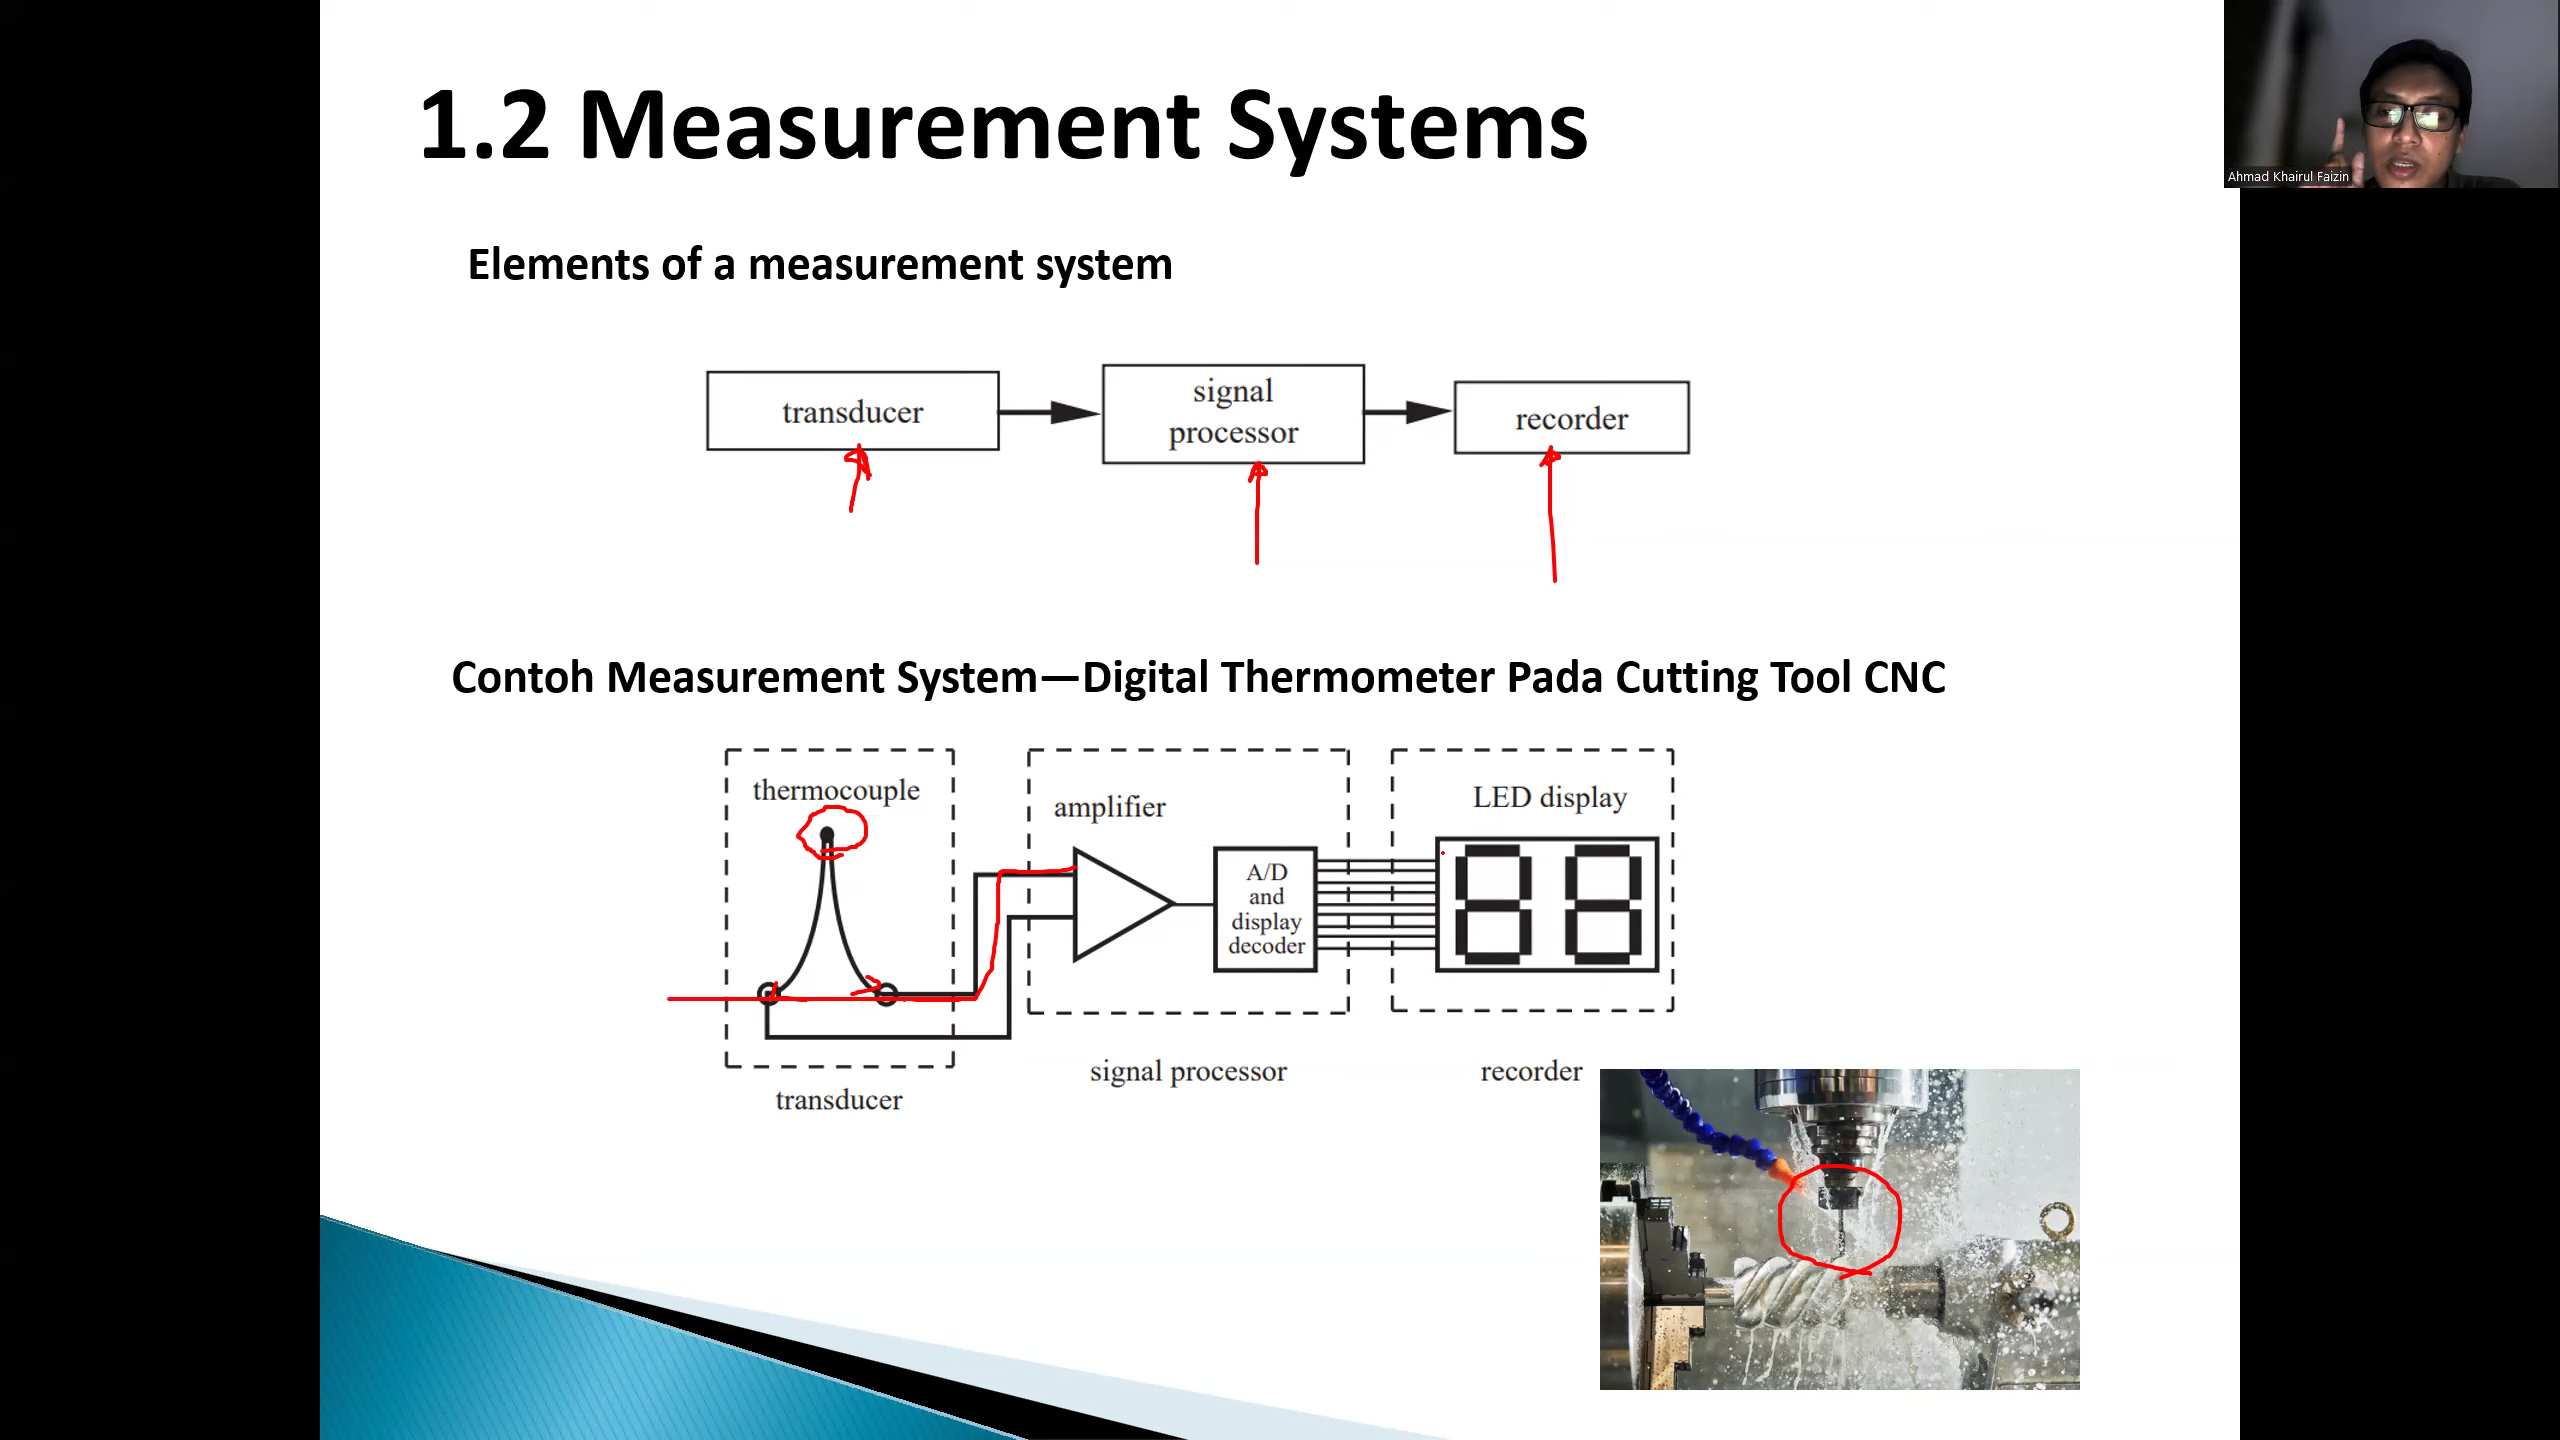 1.2 Measurement Systems
Ahmad Khairul Faizin
Elements of a measurement system
transducer
signal
processor
recorder
Contoh Measurement System—Digital Thermometer Pada Cutting Tool CNC
thermocouple
amplifier
LED display
A/D
and
display
decoder
88
signal processor
recorder
transducer